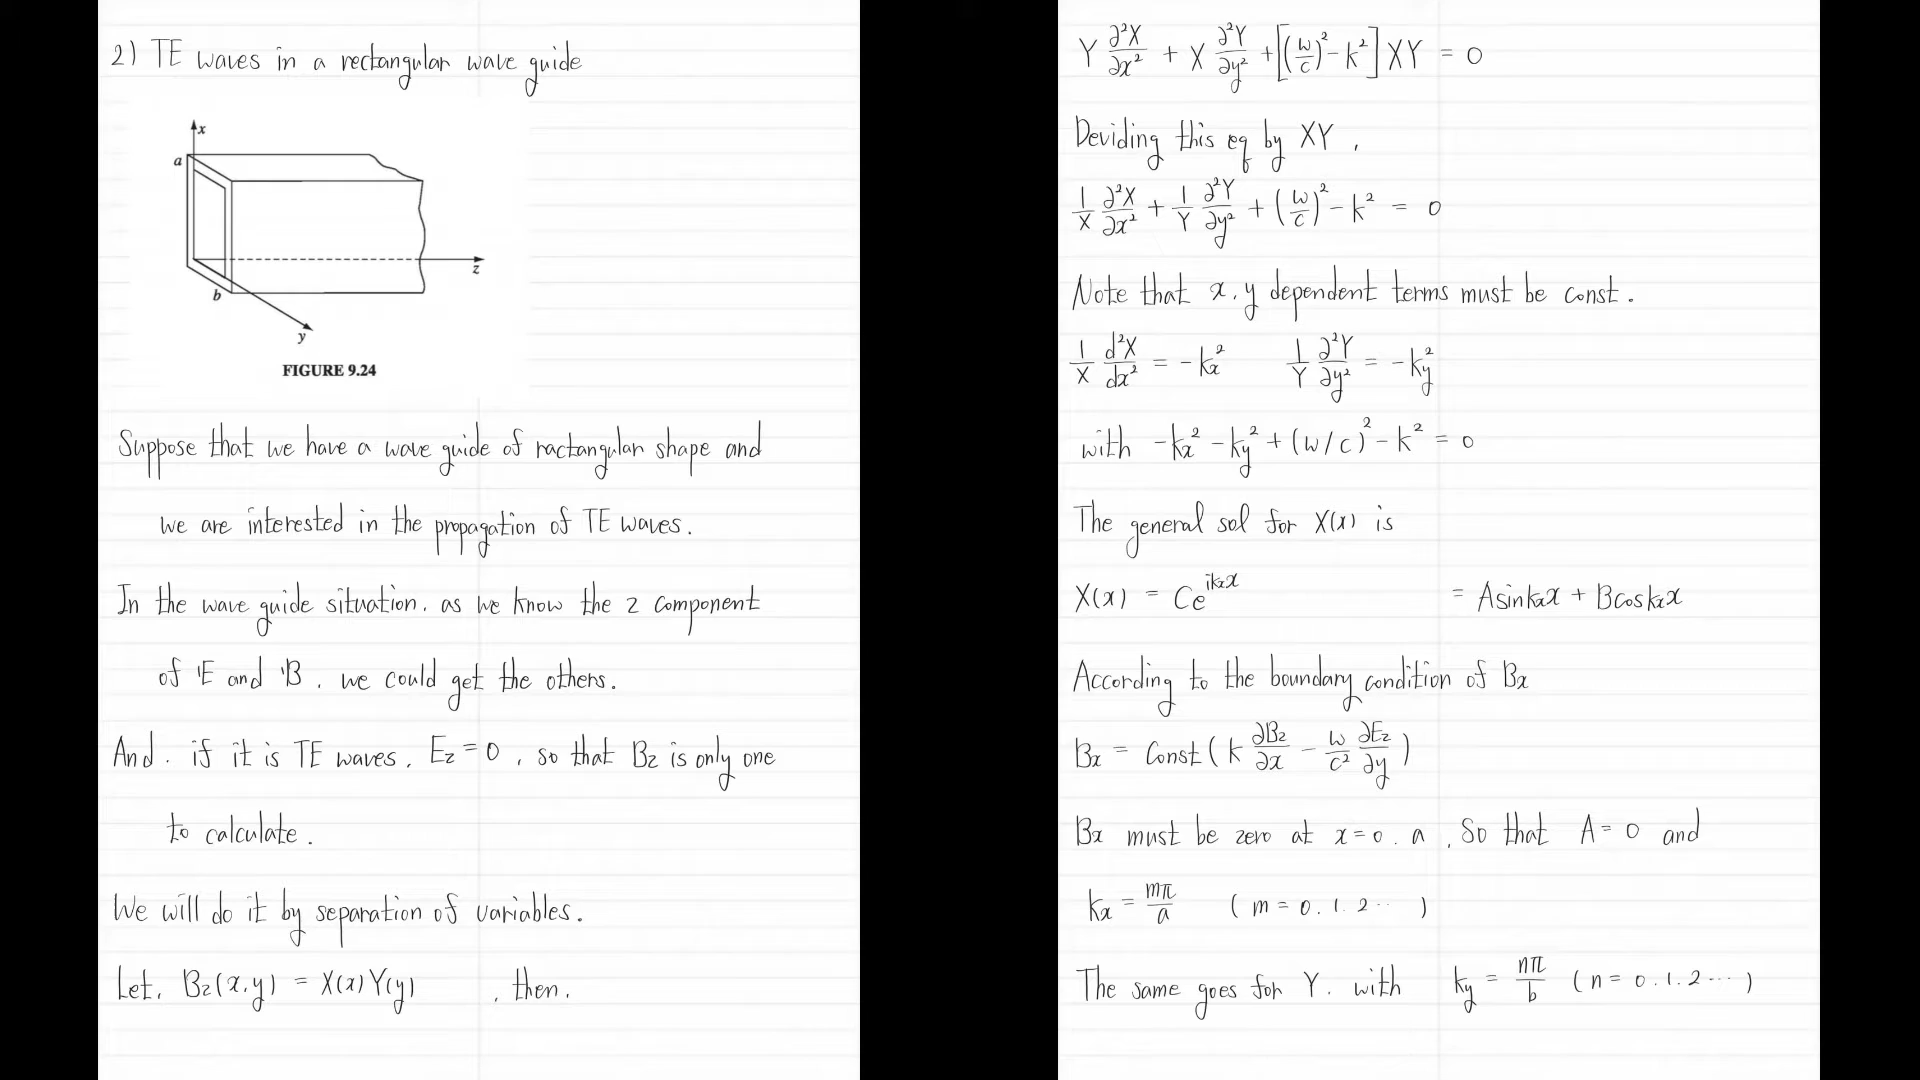 2) TE waves in a rectangular wave guide
x
a
z
b
y
FIGURE 9.24
Suppose that we have a wave guide of ractangular shape and
we are interested in the propagation of TE waves.
In the wave guide situation, as we know the z component
of E and B, we could get the others.
And, if it is TE waves, Ez = 0, so that Bz is only one
to calculate.
We will do it by separation of variables.
Let, Bz(x,y) = X(x)Y(y) , then,
Y ∂²X/∂x² + X ∂²Y/∂y² + [(w/c)² - k²] XY = 0
Deviding this eq by XY,
1/X ∂²X/∂x² + 1/Y ∂²Y/∂y² + (w/c)² - k² = 0
Note that x, y dependent terms must be const.
1/X d²X/dx² = -kx² 1/Y ∂²Y/∂y² = -ky²
with -kx² - ky² + (w/c)² - k² = 0
The general sol for X(x) is
X(x) = Ce^{ikxx} = Asinkxx + Bcoskxx
According to the boundary condition of Bx
Bx = Const(k ∂Bz/∂x - w/c² ∂Ez/∂y)
Bx must be zero at x=0, a, So that A=0 and
kx = mπ/a (m = 0, 1, 2 ⋯ )
The same goes for Y, with ky = nπ/b (n = 0, 1, 2 ⋯ )